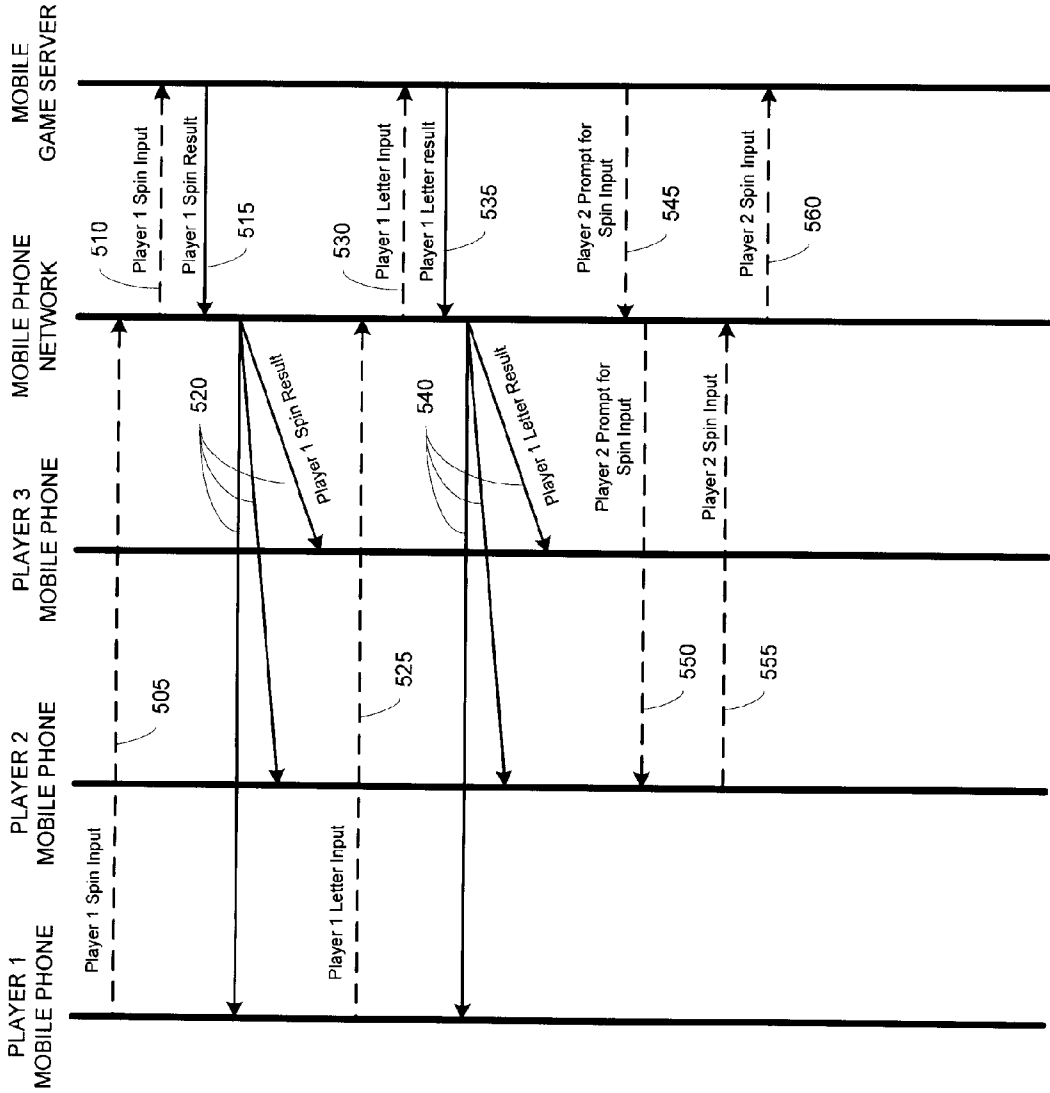 PLAYER 1
MOBILE PHONE
PLAYER 2
MOBILE PHONE
PLAYER 3
MOBILE PHONE
MOBILE PHONE
NETWORK
MOBILE
GAME SERVER
Player 1 Spin Input
505
510
Player 1 Spin Input
Player 1 Spin Result
515
520
Player 1 Spin Result
Player 1 Letter Input
525
530
Player 1 Letter Input
Player 1 Letter result
535
540
Player 1 Letter Result
Player 2 Prompt for
Spin Input
545
Player 2 Prompt for
Spin Input
550
Player 2 Spin Input
555
Player 2 Spin Input
560